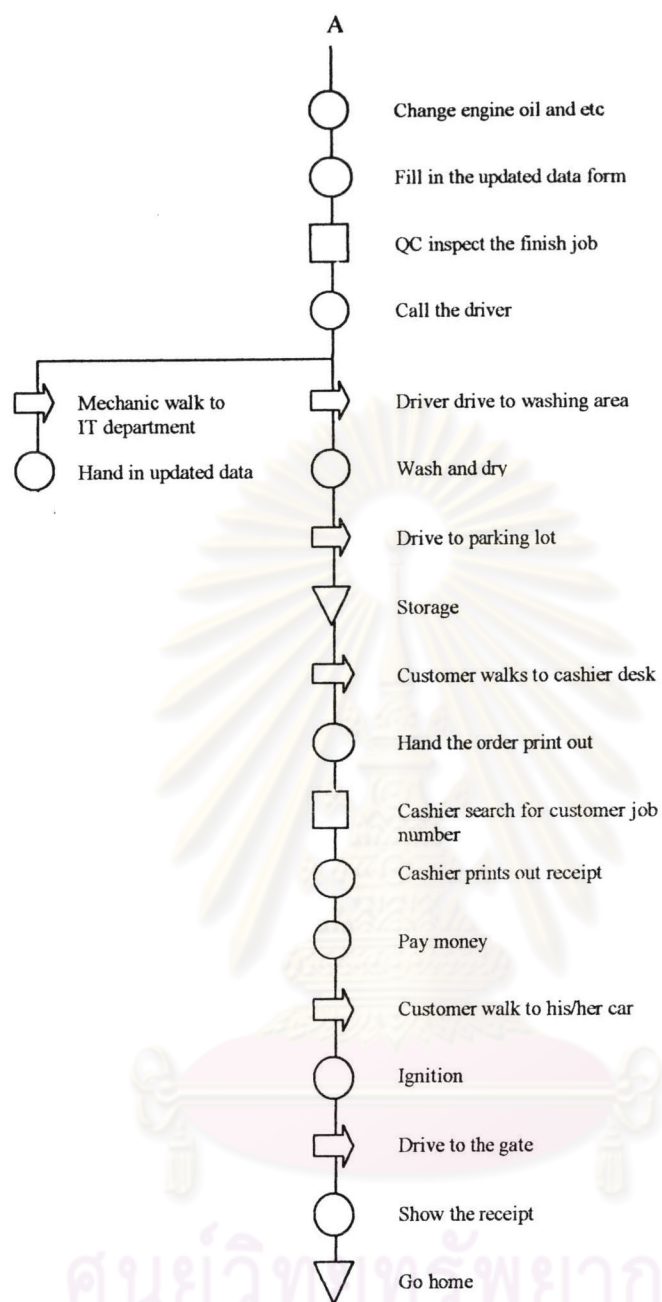 A
Change engine oil and etc
Fill in the updated data form
QC inspect the finish job
Call the driver
Mechanic walk to
IT department
Driver drive to washing area
Hand in updated data
Wash and dry
Drive to parking lot
Storage
Customer walks to cashier desk
Hand the order print out
Cashier search for customer job
number
Cashier prints out receipt
Pay money
Customer walk to his/her car
Ignition
Drive to the gate
Show the receipt
Go home